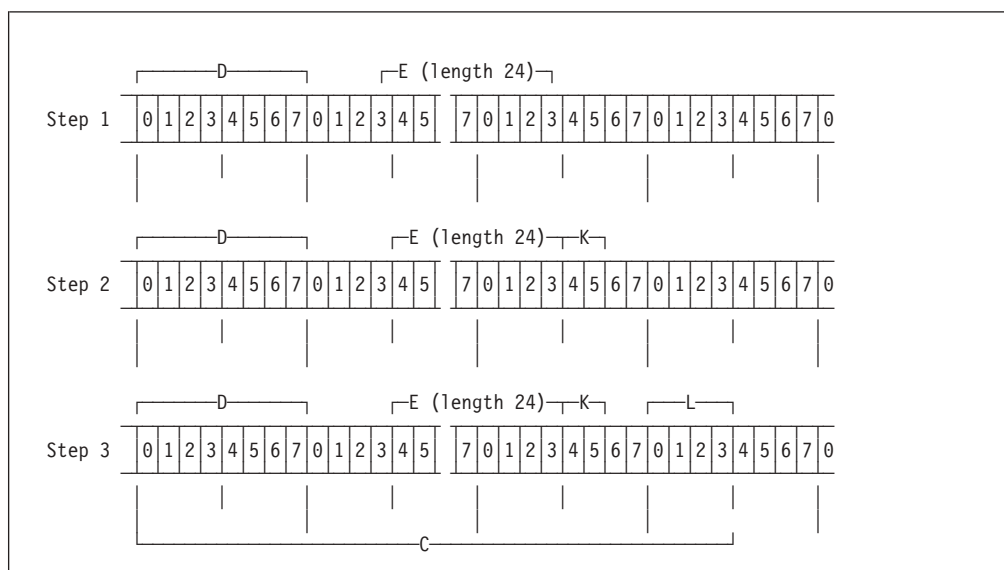 D E (length 24)
Step 1 0 1 2 3 4 5 6 7 0 1 2 3 4 5 7 0 1 2 3 4 5 6 7 0 1 2 3 4 5 6 7 0
D E (length 24) K
Step 2 0 1 2 3 4 5 6 7 0 1 2 3 4 5 7 0 1 2 3 4 5 6 7 0 1 2 3 4 5 6 7 0
D E (length 24) K L
Step 3 0 1 2 3 4 5 6 7 0 1 2 3 4 5 7 0 1 2 3 4 5 6 7 0 1 2 3 4 5 6 7 0
C